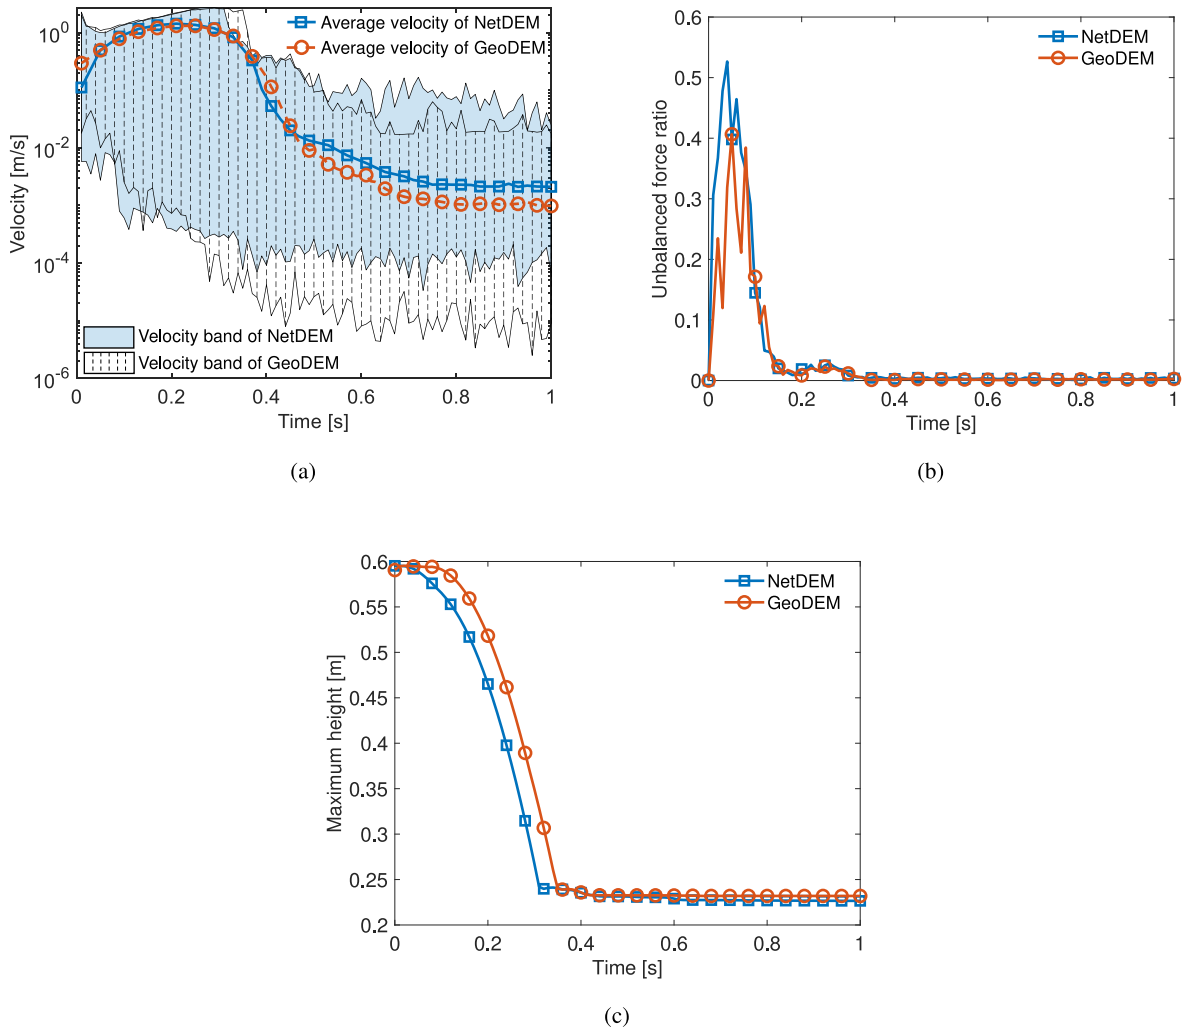 Average velocity of NetDEM
Average velocity of GeoDEM
Velocity band of NetDEM
Velocity band of GeoDEM
10^0
10^-2
10^-4
10^-6
Velocity [m/s]
0 0.2 0.4 0.6 0.8 1
Time [s]
(a)
NetDEM
GeoDEM
0.6
0.5
0.4
0.3
0.2
0.1
0
Unbalanced force ratio
0 0.2 0.4 0.6 0.8 1
Time [s]
(b)
NetDEM
GeoDEM
0.6
0.55
0.5
0.45
0.4
0.35
0.3
0.25
0.2
Maximum height [m]
0 0.2 0.4 0.6 0.8 1
Time [s]
(c)